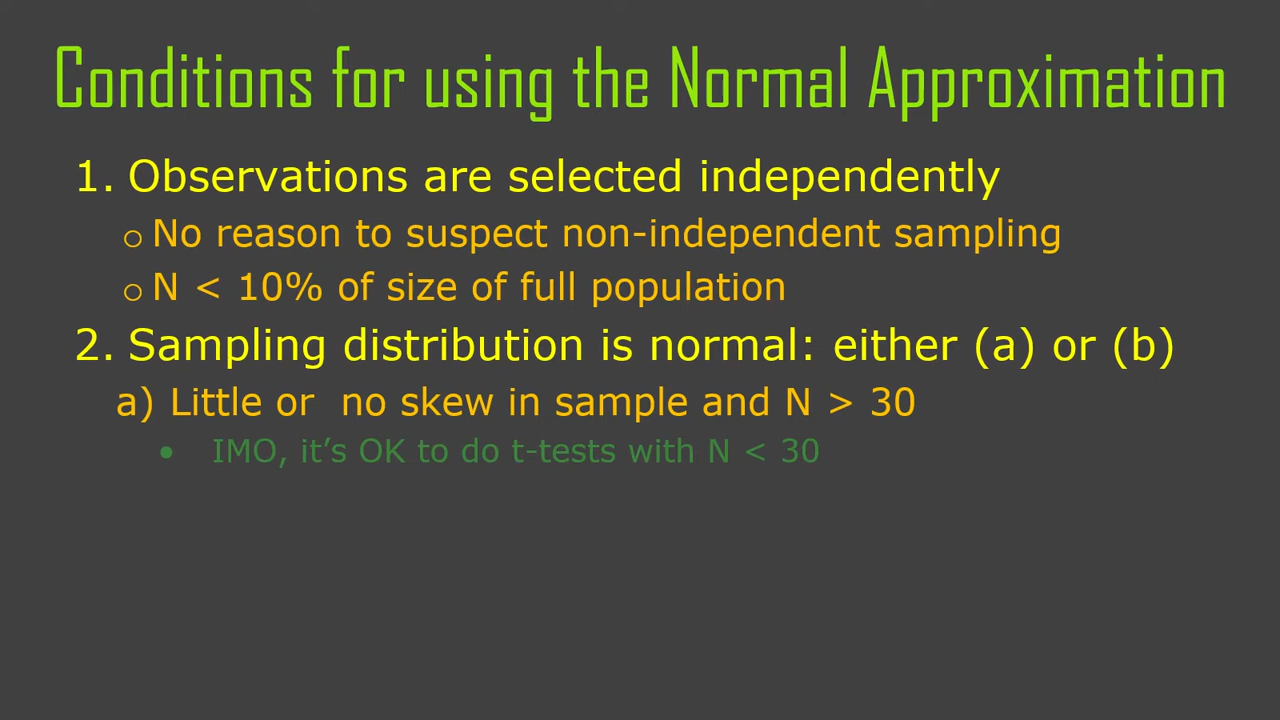 Conditions for using the Normal Approximation
1. Observations are selected independently
o No reason to suspect non-independent sampling
o N < 10% of size of full population
2. Sampling distribution is normal: either (a) or (b)
a) Little or  no skew in sample and N > 30
• IMO, it’s OK to do t-tests with N < 30